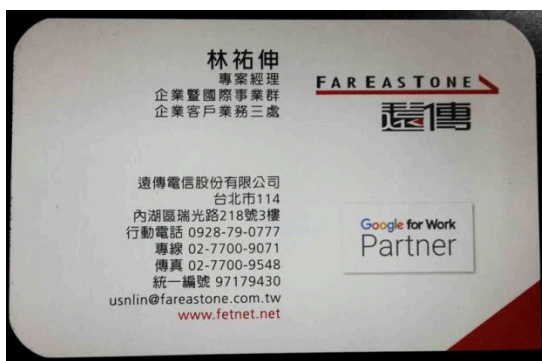 林祐伸
專案經理
企業暨國際事業群
企業客戶業務三處
FAREASTONE
遠傳
遠傳電信股份有限公司
台北市114
內湖區瑞光路218號3樓
行動電話 0928-79-0777
專線 02-7700-9071
傳真 02-7700-9548
統一編號 97179430
usnlin@fareastone.com.tw
www.fetnet.net
Google for Work
Partner